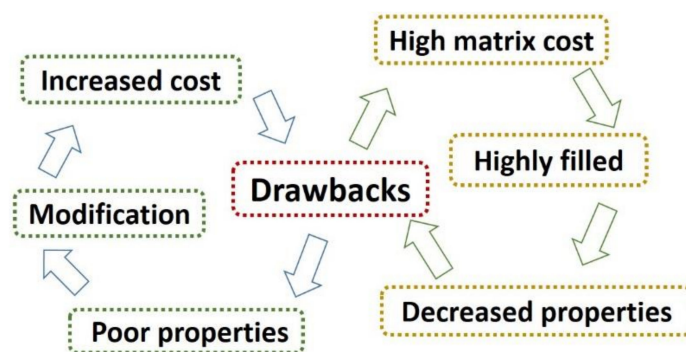 High matrix cost
Increased cost
Highly filled
Drawbacks
Modification
Decreased properties
Poor properties